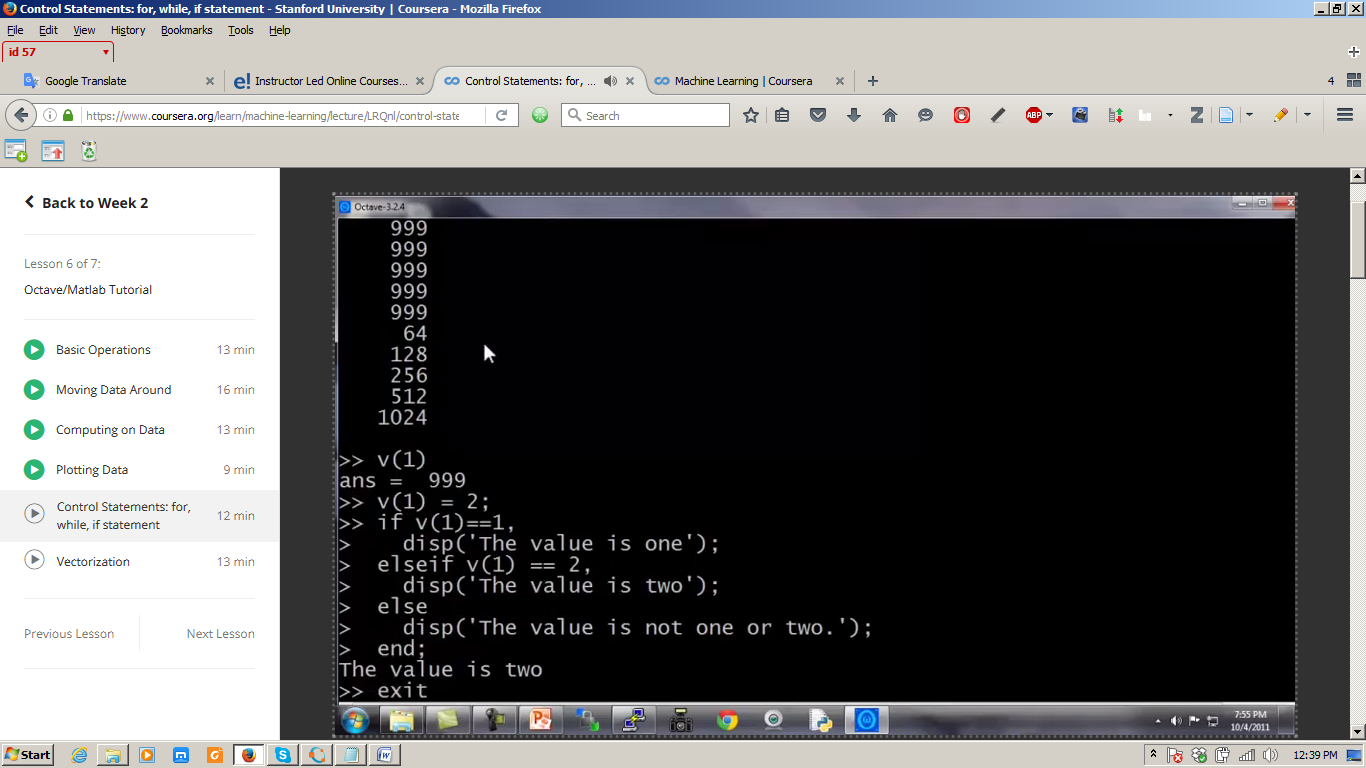 Control Statements: for, while, if statement - Stanford University | Coursera - Mozilla Firefox
File Edit View History Bookmarks Tools Help
id 57
Google Translate
Instructor Led Online Courses...
Control Statements: for, ...
Machine Learning | Coursera
4
https://www.coursera.org/learn/machine-learning/lecture/LRQnl/control-state
Search
ABP
Back to Week 2
Lesson 6 of 7:
Octave/Matlab Tutorial
Basic Operations 13 min
Moving Data Around 16 min
Computing on Data 13 min
Plotting Data 9 min
Control Statements: for, while, if statement 12 min
Vectorization 13 min
Previous Lesson Next Lesson
Octave-3.2.4
999
999
999
999
999
64
128
256
512
1024
>> v(1)
ans = 999
>> v(1) = 2;
>> if v(1)==1,
> disp('The value is one');
> elseif v(1) == 2,
> disp('The value is two');
> else
> disp('The value is not one or two.');
> end;
The value is two
>> exit
7:55 PM
10/4/2011
Start
12:39 PM